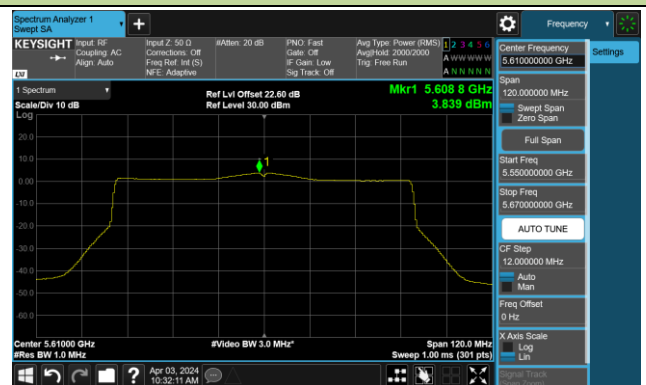 Spectrum Analyzer 1
Swept SA
Frequency
KEYSIGHT
Input: RF
Coupling: AC
Align: Auto
Input Z: 50 Ω
Corrections: Off
Freq Ref: Int (S)
NFE: Adaptive
#Atten: 20 dB
PNO: Fast
Gate: Off
IF Gain: Low
Sig Track: Off
Avg Type: Power (RMS)
Avg|Hold: 2000/2000
Trig: Free Run
1 2 3 4 5 6
A W W W W W
A N N N N N
LXI
1 Spectrum
Scale/Div 10 dB
Log
Ref Lvl Offset 22.60 dB
Ref Level 30.00 dBm
Mkr1 5.608 8 GHz
3.839 dBm
1
20.0
10.0
0.00
-10.0
-20.0
-30.0
-40.0
-50.0
-60.0
Center 5.61000 GHz
#Res BW 1.0 MHz
#Video BW 3.0 MHz*
Span 120.0 MHz
Sweep 1.00 ms (301 pts)
Center Frequency
5.610000000 GHz
Settings
Span
120.000000 MHz
Swept Span
Zero Span
Full Span
Start Freq
5.550000000 GHz
Stop Freq
5.670000000 GHz
AUTO TUNE
CF Step
12.000000 MHz
Auto
Man
Freq Offset
0 Hz
X Axis Scale
Log
Lin
Signal Track
Apr 03, 2024
10:32:11 AM